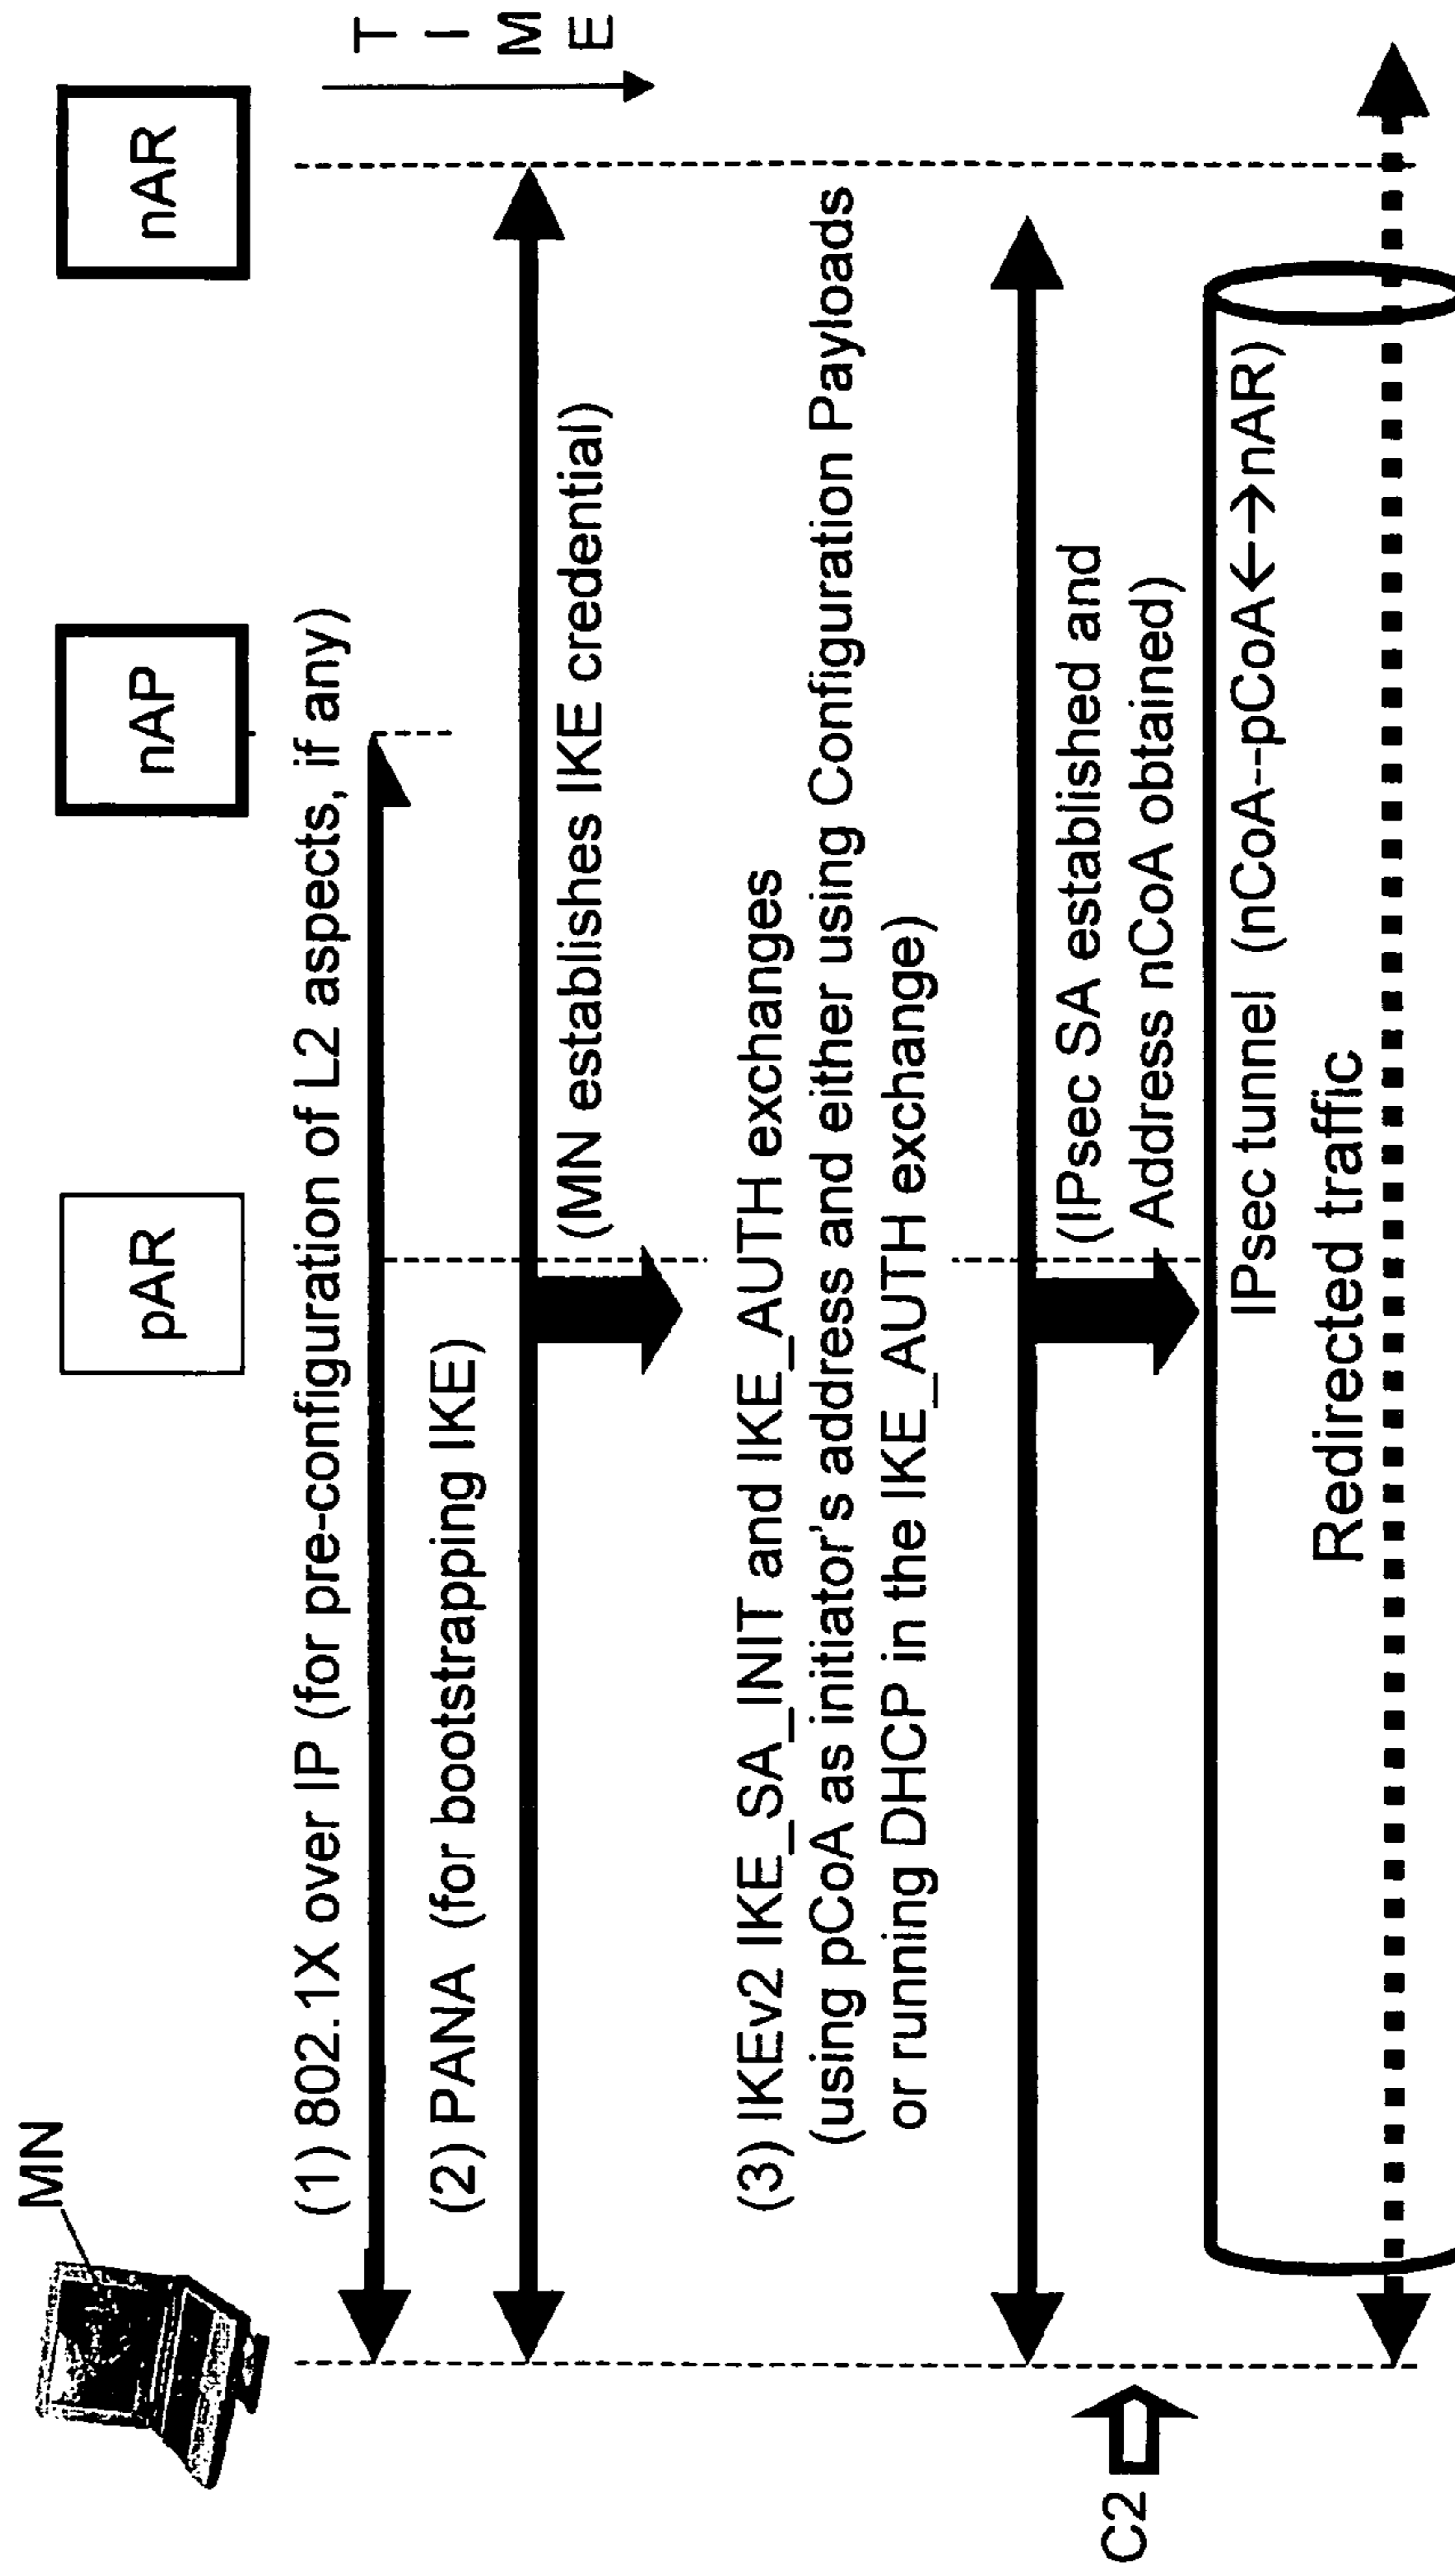 MN
pAR
nAP
nAR
T
I
M
E
(1) 802.1X over IP (for pre-configuration of L2 aspects, if any)
(2) PANA (for bootstrapping IKE)
(MN establishes IKE credential)
(3) IKEv2 IKE_SA_INIT and IKE_AUTH exchanges
(using pCoA as initiator's address and either using Configuration Payloads
or running DHCP in the IKE_AUTH exchange)
C2
(IPsec SA established and
Address nCoA obtained)
IPsec tunnel (nCoA--pCoA←→nAR)
Redirected traffic